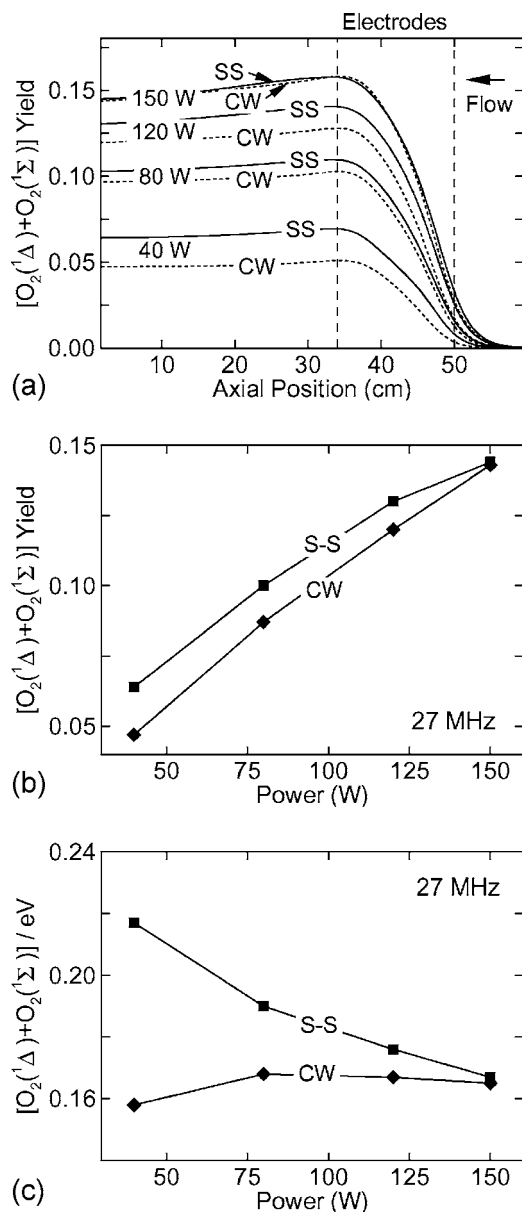 Electrodes
Flow
0.15
0.10
0.05
0.00
[O₂(¹Δ)+O₂(¹Σ)] Yield
SS
150 W
CW
120 W
SS
CW
80 W
SS
CW
40 W
SS
CW
10 20 30 40 50
Axial Position (cm)
(a)
0.15
0.10
0.05
[O₂(¹Δ)+O₂(¹Σ)] Yield
S-S
CW
27 MHz
50 75 100 125 150
Power (W)
(b)
0.24
0.20
0.16
[O₂(¹Δ)+O₂(¹Σ)] / eV
27 MHz
S-S
CW
50 75 100 125 150
Power (W)
(c)